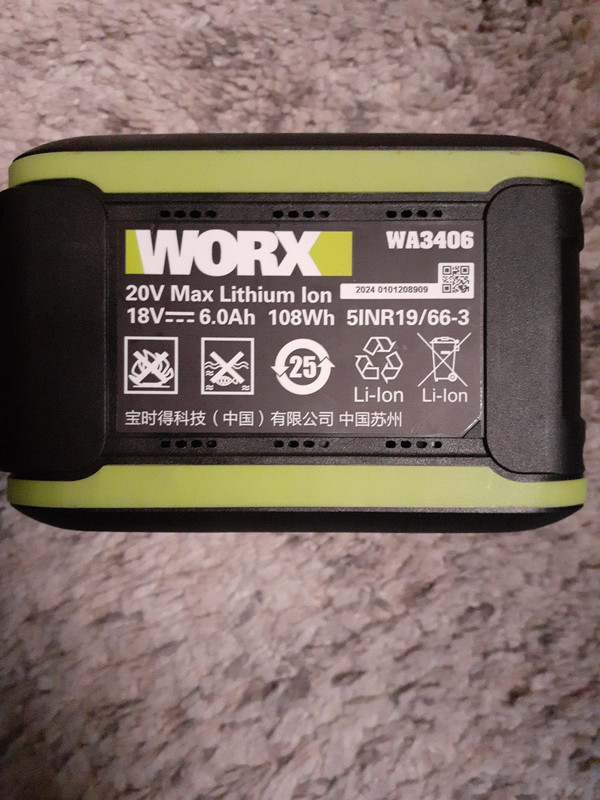 WORX
WA3406
2024 0101208909
20V Max Lithium Ion
18V⎓ 6.0Ah 108Wh 5INR19/66-3
25
Li-Ion
Li-Ion
宝时得科技（中国）有限公司 中国苏州